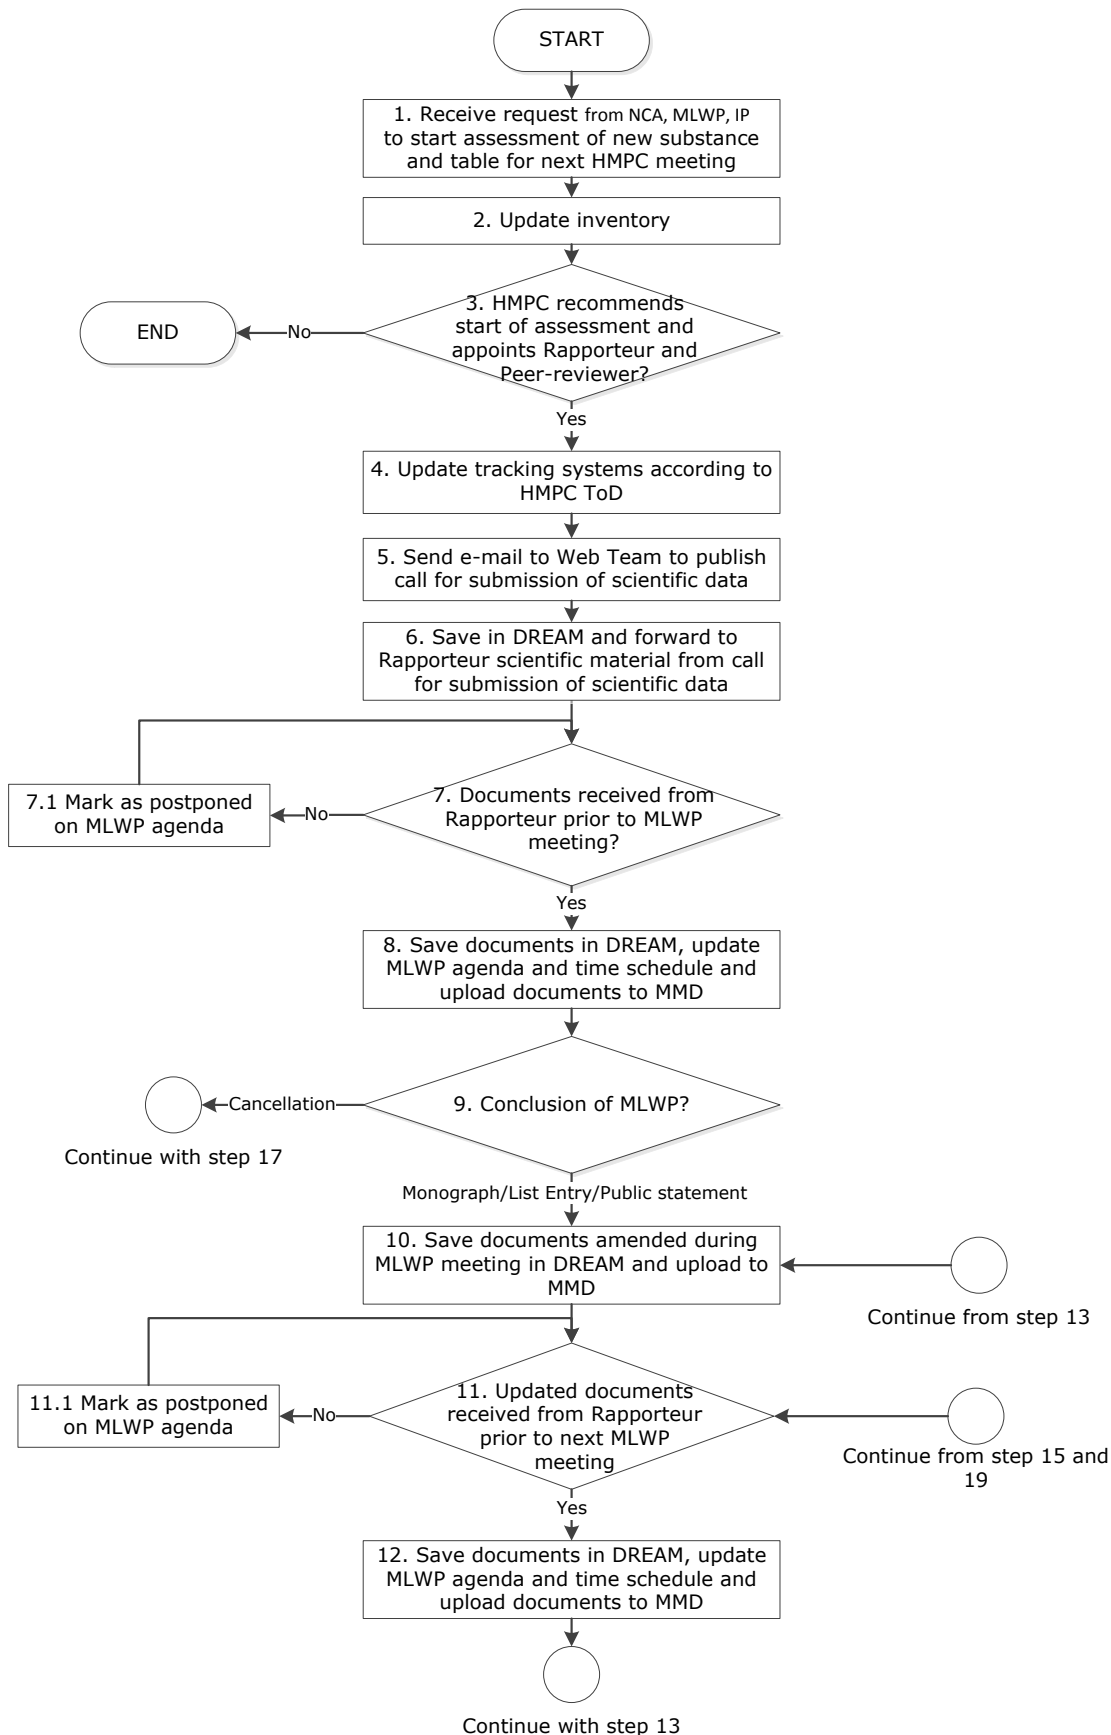 START
1. Receive request from NCA, MLWP, IP
to start assessment of new substance
and table for next HMPC meeting
2. Update inventory
3. HMPC recommends
start of assessment and
appoints Rapporteur and
Peer-reviewer?
No
END
Yes
4. Update tracking systems according to
HMPC ToD
5. Send e-mail to Web Team to publish
call for submission of scientific data
6. Save in DREAM and forward to
Rapporteur scientific material from call
for submission of scientific data
7. Documents received from
Rapporteur prior to MLWP
meeting?
No
7.1 Mark as postponed
on MLWP agenda
Yes
8. Save documents in DREAM, update
MLWP agenda and time schedule and
upload documents to MMD
9. Conclusion of MLWP?
Cancellation
Continue with step 17
Monograph/List Entry/Public statement
10. Save documents amended during
MLWP meeting in DREAM and upload to
MMD
Continue from step 13
11. Updated documents
received from Rapporteur
prior to next MLWP
meeting
No
11.1 Mark as postponed
on MLWP agenda
Continue from step 15 and
19
Yes
12. Save documents in DREAM, update
MLWP agenda and time schedule and
upload documents to MMD
Continue with step 13